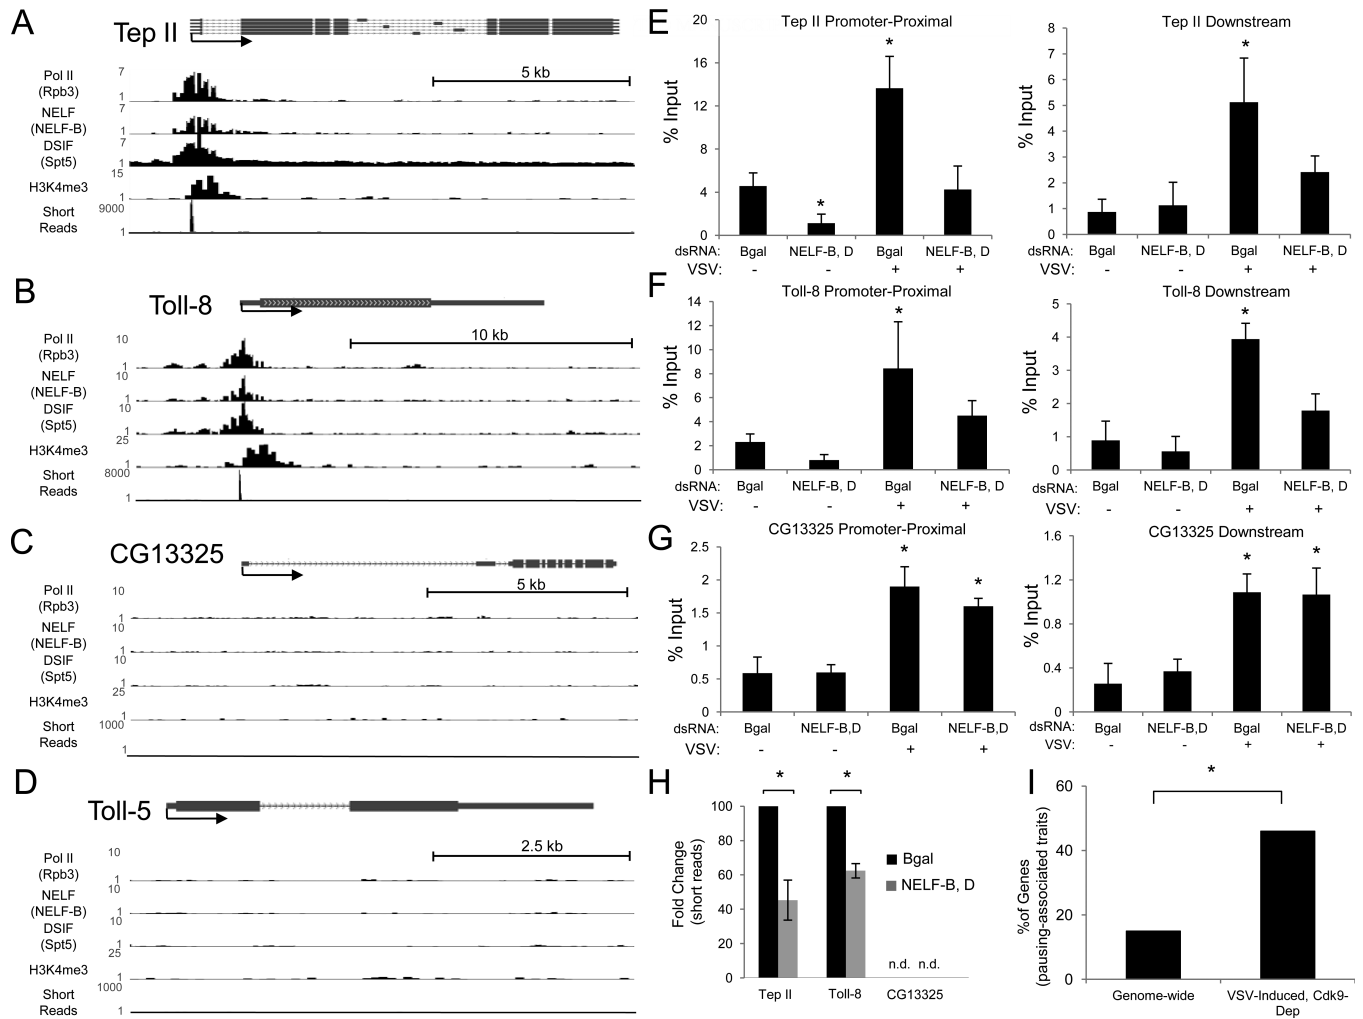 A
Tep II
5 kb
Pol II
(Rpb3)
7
1
NELF
(NELF-B)
7
1
DSIF
(Spt5)
7
1
H3K4me3
15
1
Short
Reads
9000
1
B
Toll-8
10 kb
Pol II
(Rpb3)
10
1
NELF
(NELF-B)
10
1
DSIF
(Spt5)
10
1
H3K4me3
25
1
Short
Reads
8000
1
C
CG13325
5 kb
Pol II
(Rpb3)
10
1
NELF
(NELF-B)
10
1
DSIF
(Spt5)
10
1
H3K4me3
25
1
Short
Reads
1000
1
D
Toll-5
2.5 kb
Pol II
(Rpb3)
10
1
NELF
(NELF-B)
10
1
DSIF
(Spt5)
10
1
H3K4me3
25
1
Short
Reads
1000
1
E
Tep II Promoter-Proximal
% Input
20
16
12
8
4
0
* * 
dsRNA: Bgal NELF-B, D Bgal NELF-B, D
VSV: - - + +
Tep II Downstream
% Input
8
7
6
5
4
3
2
1
0
*
dsRNA: Bgal NELF-B, D Bgal NELF-B, D
VSV: - - + +
F
Toll-8 Promoter-Proximal
% Input
14
12
10
8
6
4
2
0
*
dsRNA: Bgal NELF-B, D Bgal NELF-B, D
VSV: - - + +
Toll-8 Downstream
% Input
5
4
3
2
1
0
*
dsRNA: Bgal NELF-B, D Bgal NELF-B, D
VSV: - - + +
G
CG13325 Promoter-Proximal
% Input
2.5
2
1.5
1
0.5
0
* *
dsRNA: Bgal NELF-B,D Bgal NELF-B,D
VSV: - - + +
CG13325 Downstream
% Input
1.6
1.2
0.8
0.4
0
* *
dsRNA: Bgal NELF-B,D Bgal NELF-B, D
VSV: - - + +
H
Fold Change
(short reads)
100
80
60
40
20
0
* *
Bgal
NELF-B, D
n.d. n.d.
Tep II Toll-8 CG13325
I
%of Genes
(pausing-associated traits)
60
40
20
0
*
Genome-wide VSV-Induced, Cdk9-
Dep